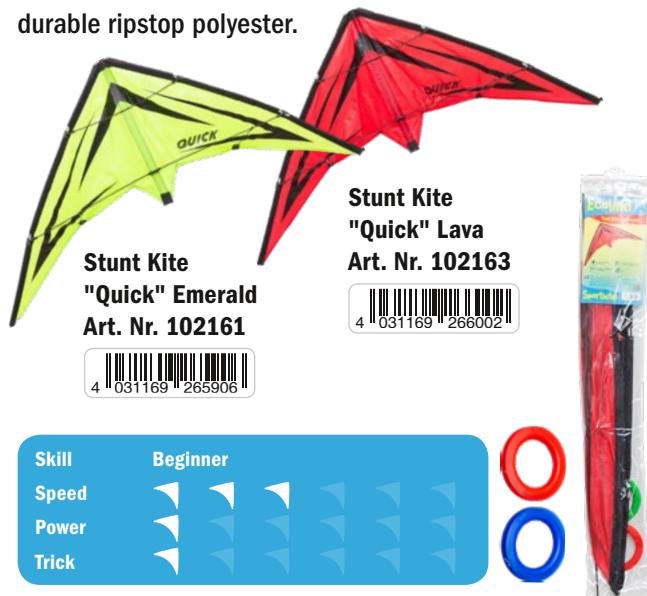 durable ripstop polyester.
QUICK
Stunt Kite
"Quick" Lava
Art. Nr. 102163
4 031169 266002
Stunt Kite
"Quick" Emerald
Art. Nr. 102161
4 031169 265906
Skill Beginner
Speed
Power
Trick